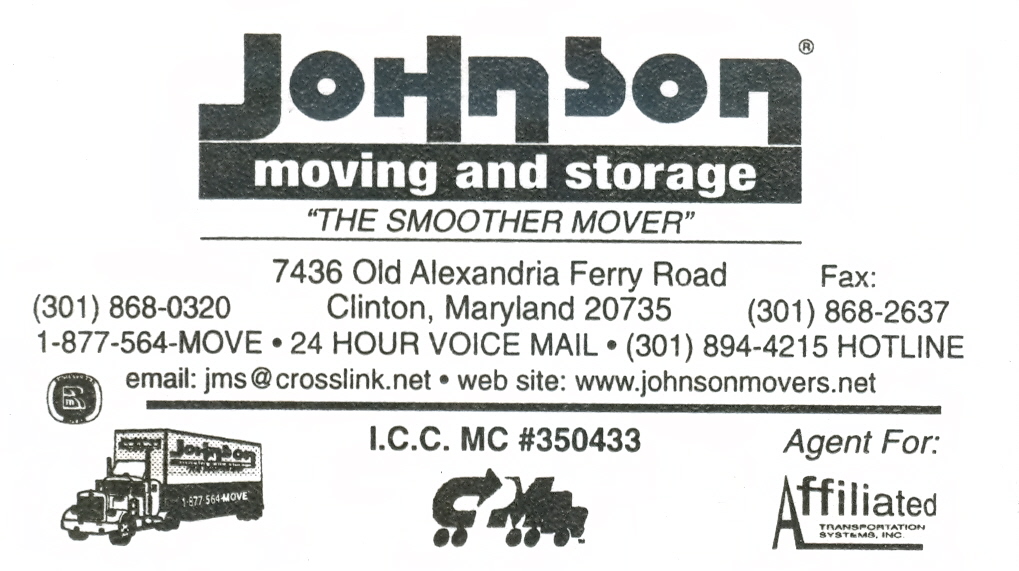 Johnson®
moving and storage
"THE SMOOTHER MOVER"
7436 Old Alexandria Ferry Road
Fax:
(301) 868-0320
Clinton, Maryland 20735
(301) 868-2637
1-877-564-MOVE • 24 HOUR VOICE MAIL • (301) 894-4215 HOTLINE
email: jms@crosslink.net • web site: www.johnsonmovers.net
I.C.C. MC #350433
Agent For:
Johnson
1-877-564-MOVE
CPM
Affiliated
TRANSPORTATION
SYSTEMS, INC.